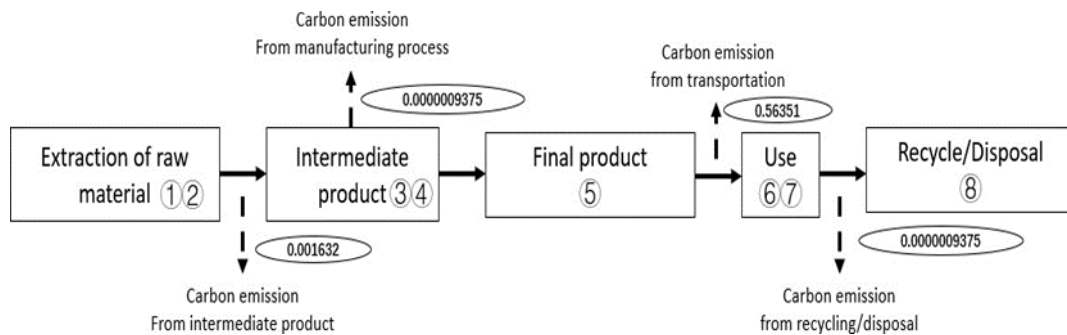 Carbon emission
From manufacturing process
0.0000009375
Carbon emission
from transportation
0.56351
Extraction of raw
material ①②
Intermediate
product ③④
Final product
⑤
Use
⑥⑦
Recycle/Disposal
⑧
0.001632
0.0000009375
Carbon emission
From intermediate product
Carbon emission
from recycling/disposal